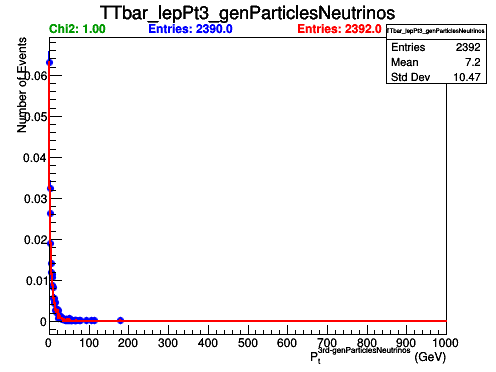 TTbar_lepPt3_genParticlesNeutrinos
Chi2: 1.00 Entries: 2390.0 Entries: 2392.0
TTbar_lepPt3_genParticlesNeutrinos
Entries 2392
Mean 7.2
Std Dev 10.47
Number of Events
0.06
0.05
0.04
0.03
0.02
0.01
0
0 100 200 300 400 500 600 700 800 900 1000
P_t^3rd-genParticlesNeutrinos (GeV)